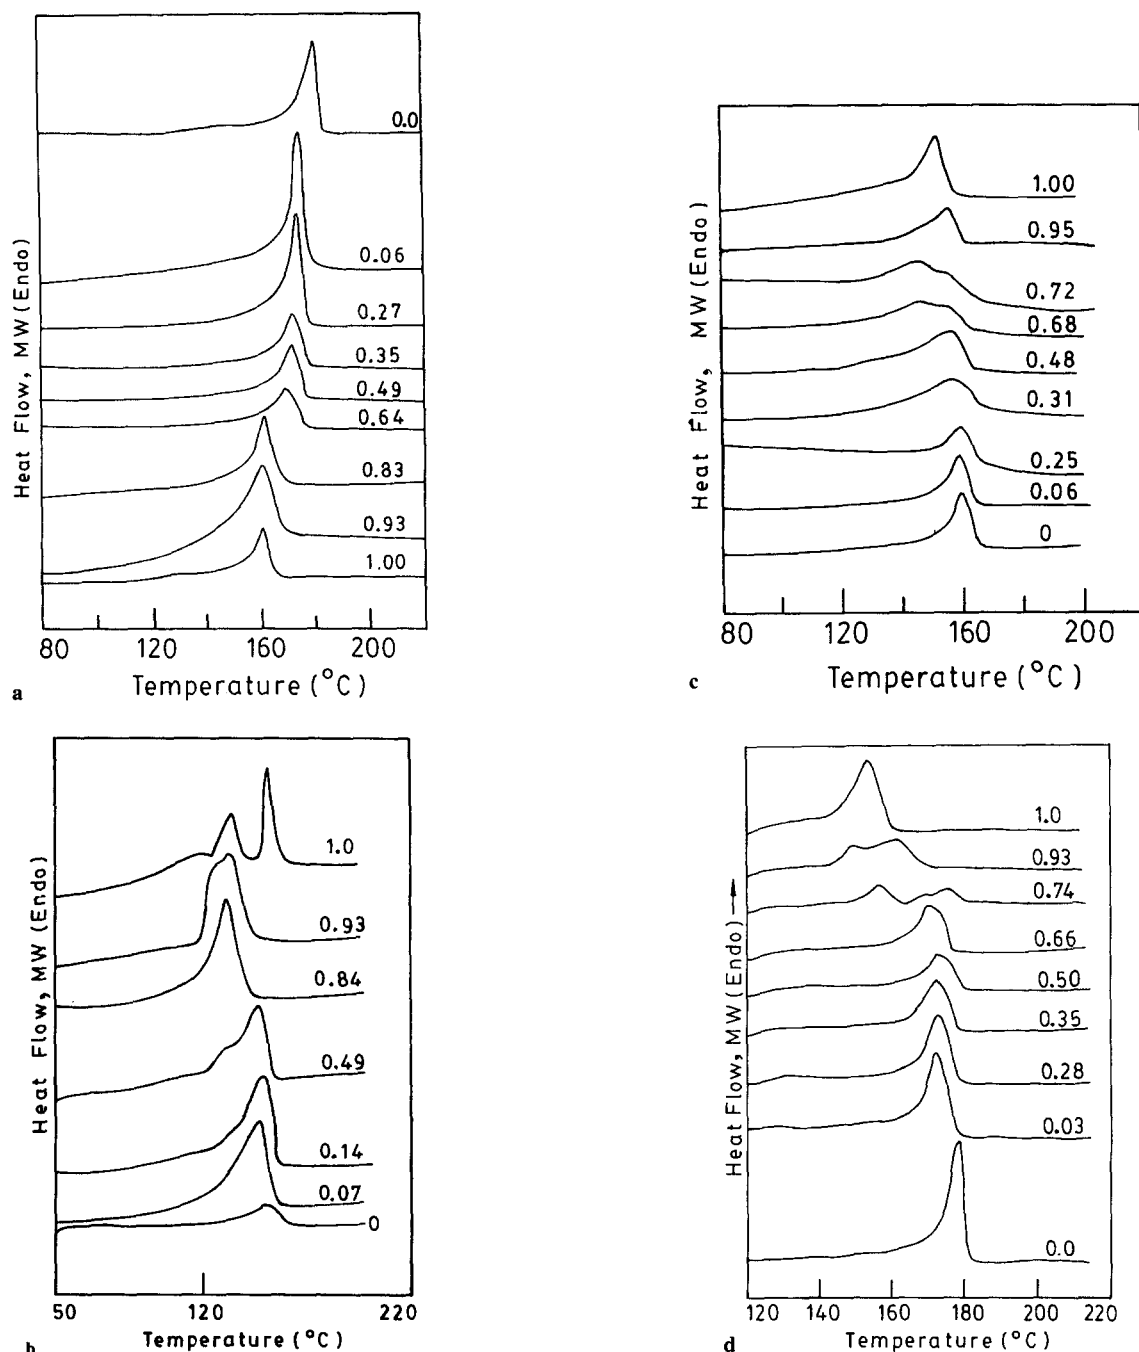 Heat Flow, MW (Endo)
0.0
0.06
0.27
0.35
0.49
0.64
0.83
0.93
1.00
80 120 160 200
Temperature (°C)
a
Heat Flow, MW (Endo)
1.00
0.95
0.72
0.68
0.48
0.31
0.25
0.06
0
80 120 160 200
Temperature (°C)
c
Heat Flow, MW (Endo)
1.0
0.93
0.84
0.49
0.14
0.07
0
50 120 220
Temperature (°C)
b
Heat Flow, MW (Endo)
1.0
0.93
0.74
0.66
0.50
0.35
0.28
0.03
0.0
120 140 160 180 200 220
Temperature (°C)
d